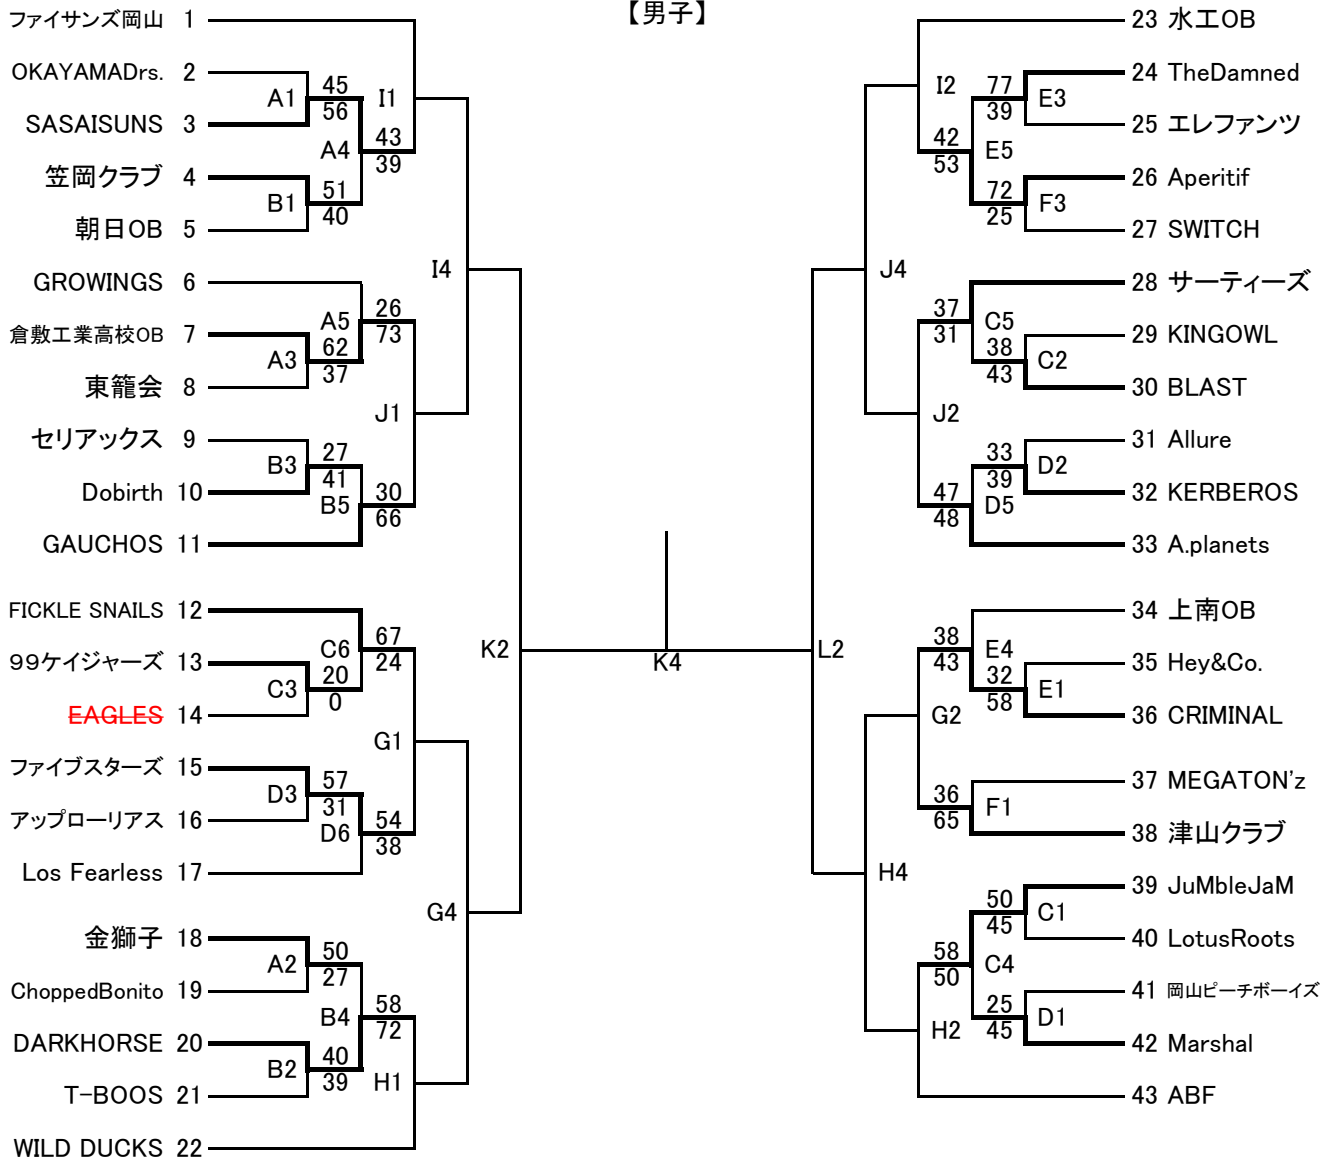 【男子】
ファイサンズ岡山 1
OKAYAMADrs. 2
A1
45
56
I1
SASAISUNS 3
A4
43
39
笠岡クラブ 4
B1
51
40
朝日OB 5
I4
GROWINGS 6
A5
26
73
倉敷工業高校OB 7
A3
62
37
東籠会 8
J1
セリアックス 9
B3
27
41
Dobirth 10
B5
30
66
GAUCHOS 11
FICKLE SNAILS 12
C6
67
24
K2
99ケイジャーズ 13
C3
20
0
EAGLES 14
G1
ファイブスターズ 15
D3
57
31
アップローリアス 16
D6
54
38
Los Fearless 17
G4
金獅子 18
A2
50
27
ChoppedBonito 19
B4
58
72
DARKHORSE 20
B2
40
39
H1
T-BOOS 21
WILD DUCKS 22
K4
23 水工OB
I2
77
39
E3
24 TheDamned
25 エレファンツ
42
53
E5
26 Aperitif
72
25
F3
27 SWITCH
J4
28 サーティーズ
37
31
C5
29 KINGOWL
38
43
C2
30 BLAST
J2
31 Allure
33
39
D2
32 KERBEROS
47
48
D5
33 A.planets
34 上南OB
38
43
E4
L2
35 Hey&Co.
32
58
E1
36 CRIMINAL
G2
37 MEGATON'z
36
65
F1
38 津山クラブ
H4
39 JuMbleJaM
50
45
C1
40 LotusRoots
58
50
C4
41 岡山ピーチボーイズ
25
45
D1
H2
42 Marshal
43 ABF